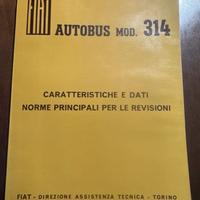 FIAT
AUTOBUS MOD. 314
CARATTERISTICHE E DATI
NORME PRINCIPALI PER LE REVISIONI
FIAT - DIREZIONE ASSISTENZA TECNICA - TORINO